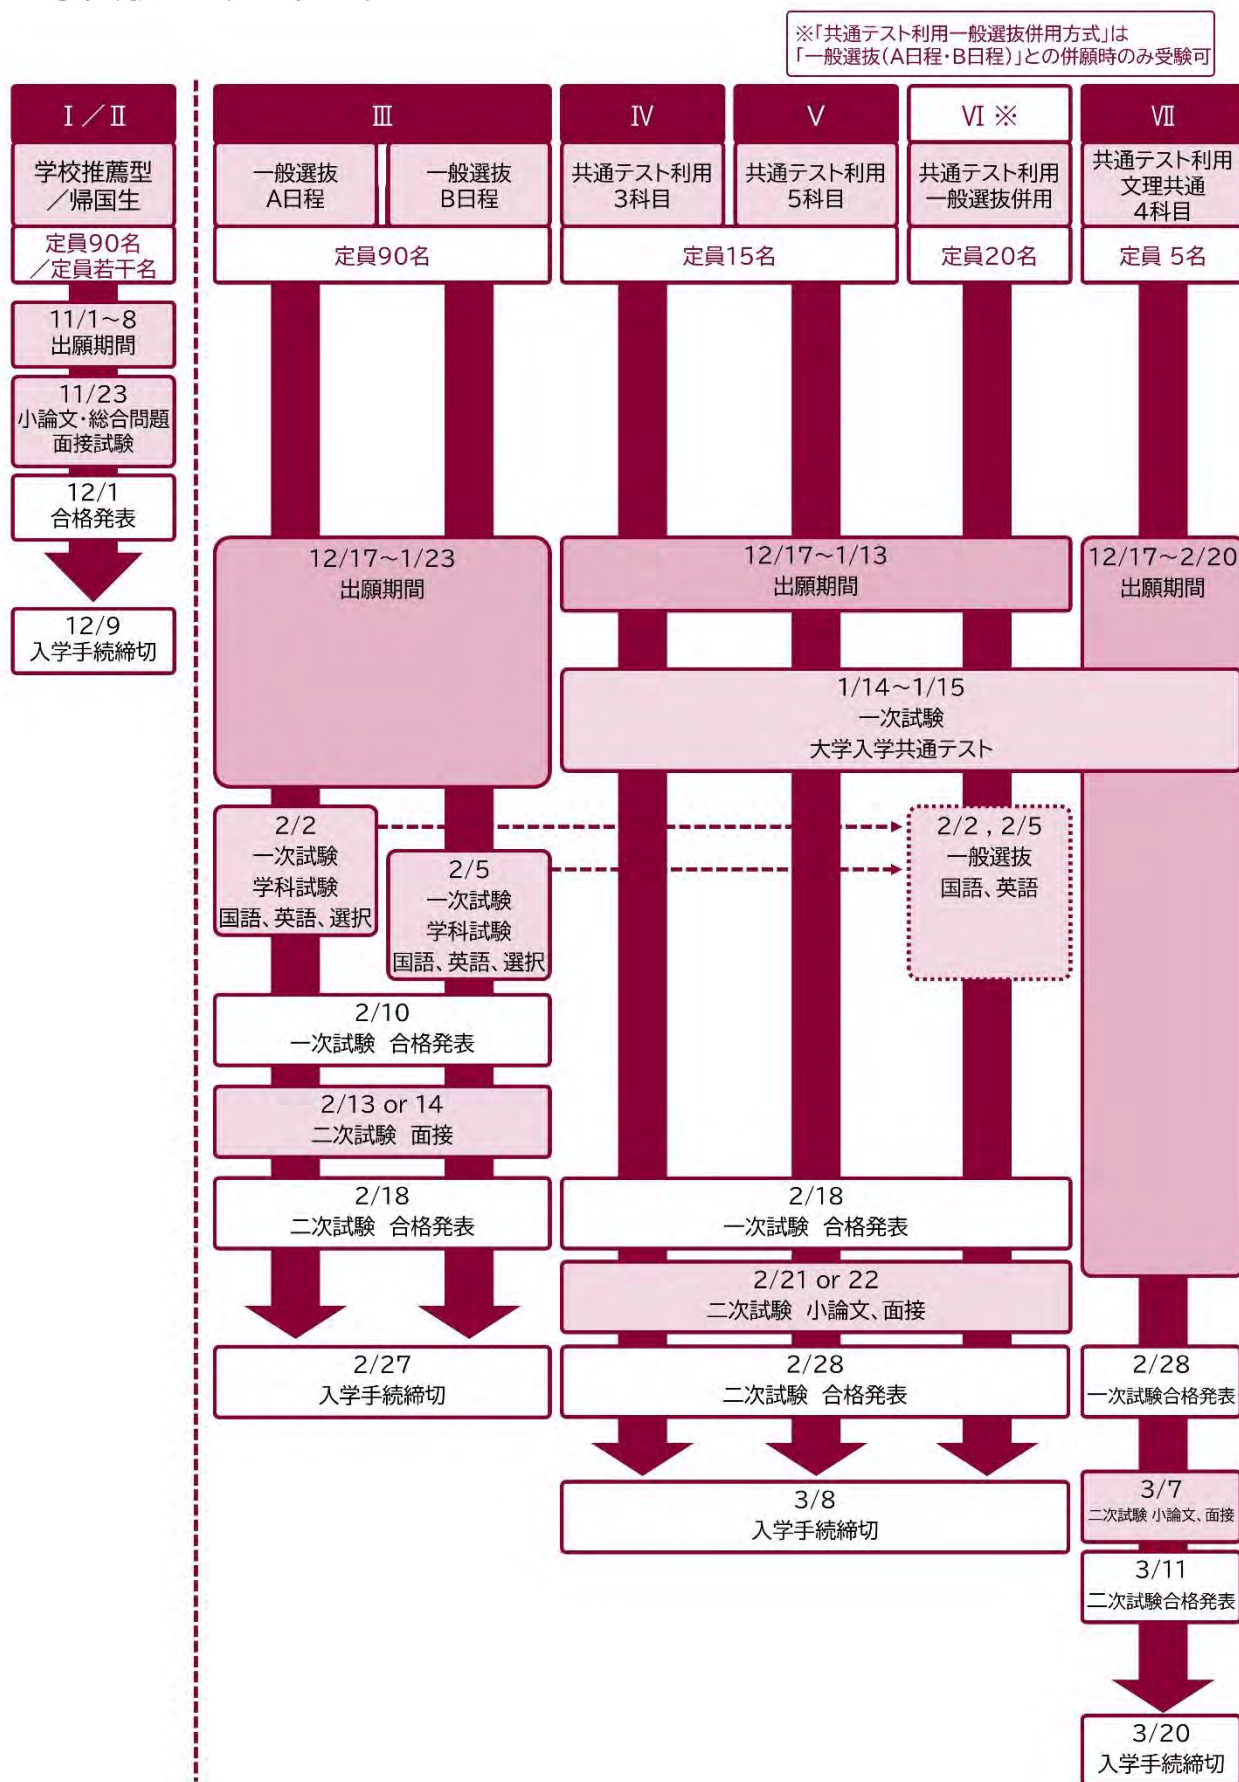 ※「共通テスト利用一般選抜併用方式」は
「一般選抜(A日程・B日程)」との併願時のみ受験可
Ⅰ/Ⅱ
学校推薦型
/帰国生
定員90名
/定員若干名
11/1~8
出願期間
11/23
小論文・総合問題
面接試験
12/1
合格発表
12/9
入学手続締切
Ⅲ
一般選抜
A日程
一般選抜
B日程
定員90名
12/17~1/23
出願期間
2/2
一次試験
学科試験
国語、英語、選択
2/5
一次試験
学科試験
国語、英語、選択
2/10
一次試験 合格発表
2/13 or 14
二次試験 面接
2/18
二次試験 合格発表
2/27
入学手続締切
Ⅳ
共通テスト利用
3科目
Ⅴ
共通テスト利用
5科目
定員15名
Ⅵ ※
共通テスト利用
一般選抜併用
定員20名
12/17~1/13
出願期間
1/14~1/15
一次試験
大学入学共通テスト
2/2 , 2/5
一般選抜
国語、英語
2/18
一次試験 合格発表
2/21 or 22
二次試験 小論文、面接
2/28
二次試験 合格発表
3/8
入学手続締切
Ⅶ
共通テスト利用
文理共通
4科目
定員 5名
12/17~2/20
出願期間
2/28
一次試験合格発表
3/7
二次試験 小論文、面接
3/11
二次試験合格発表
3/20
入学手続締切